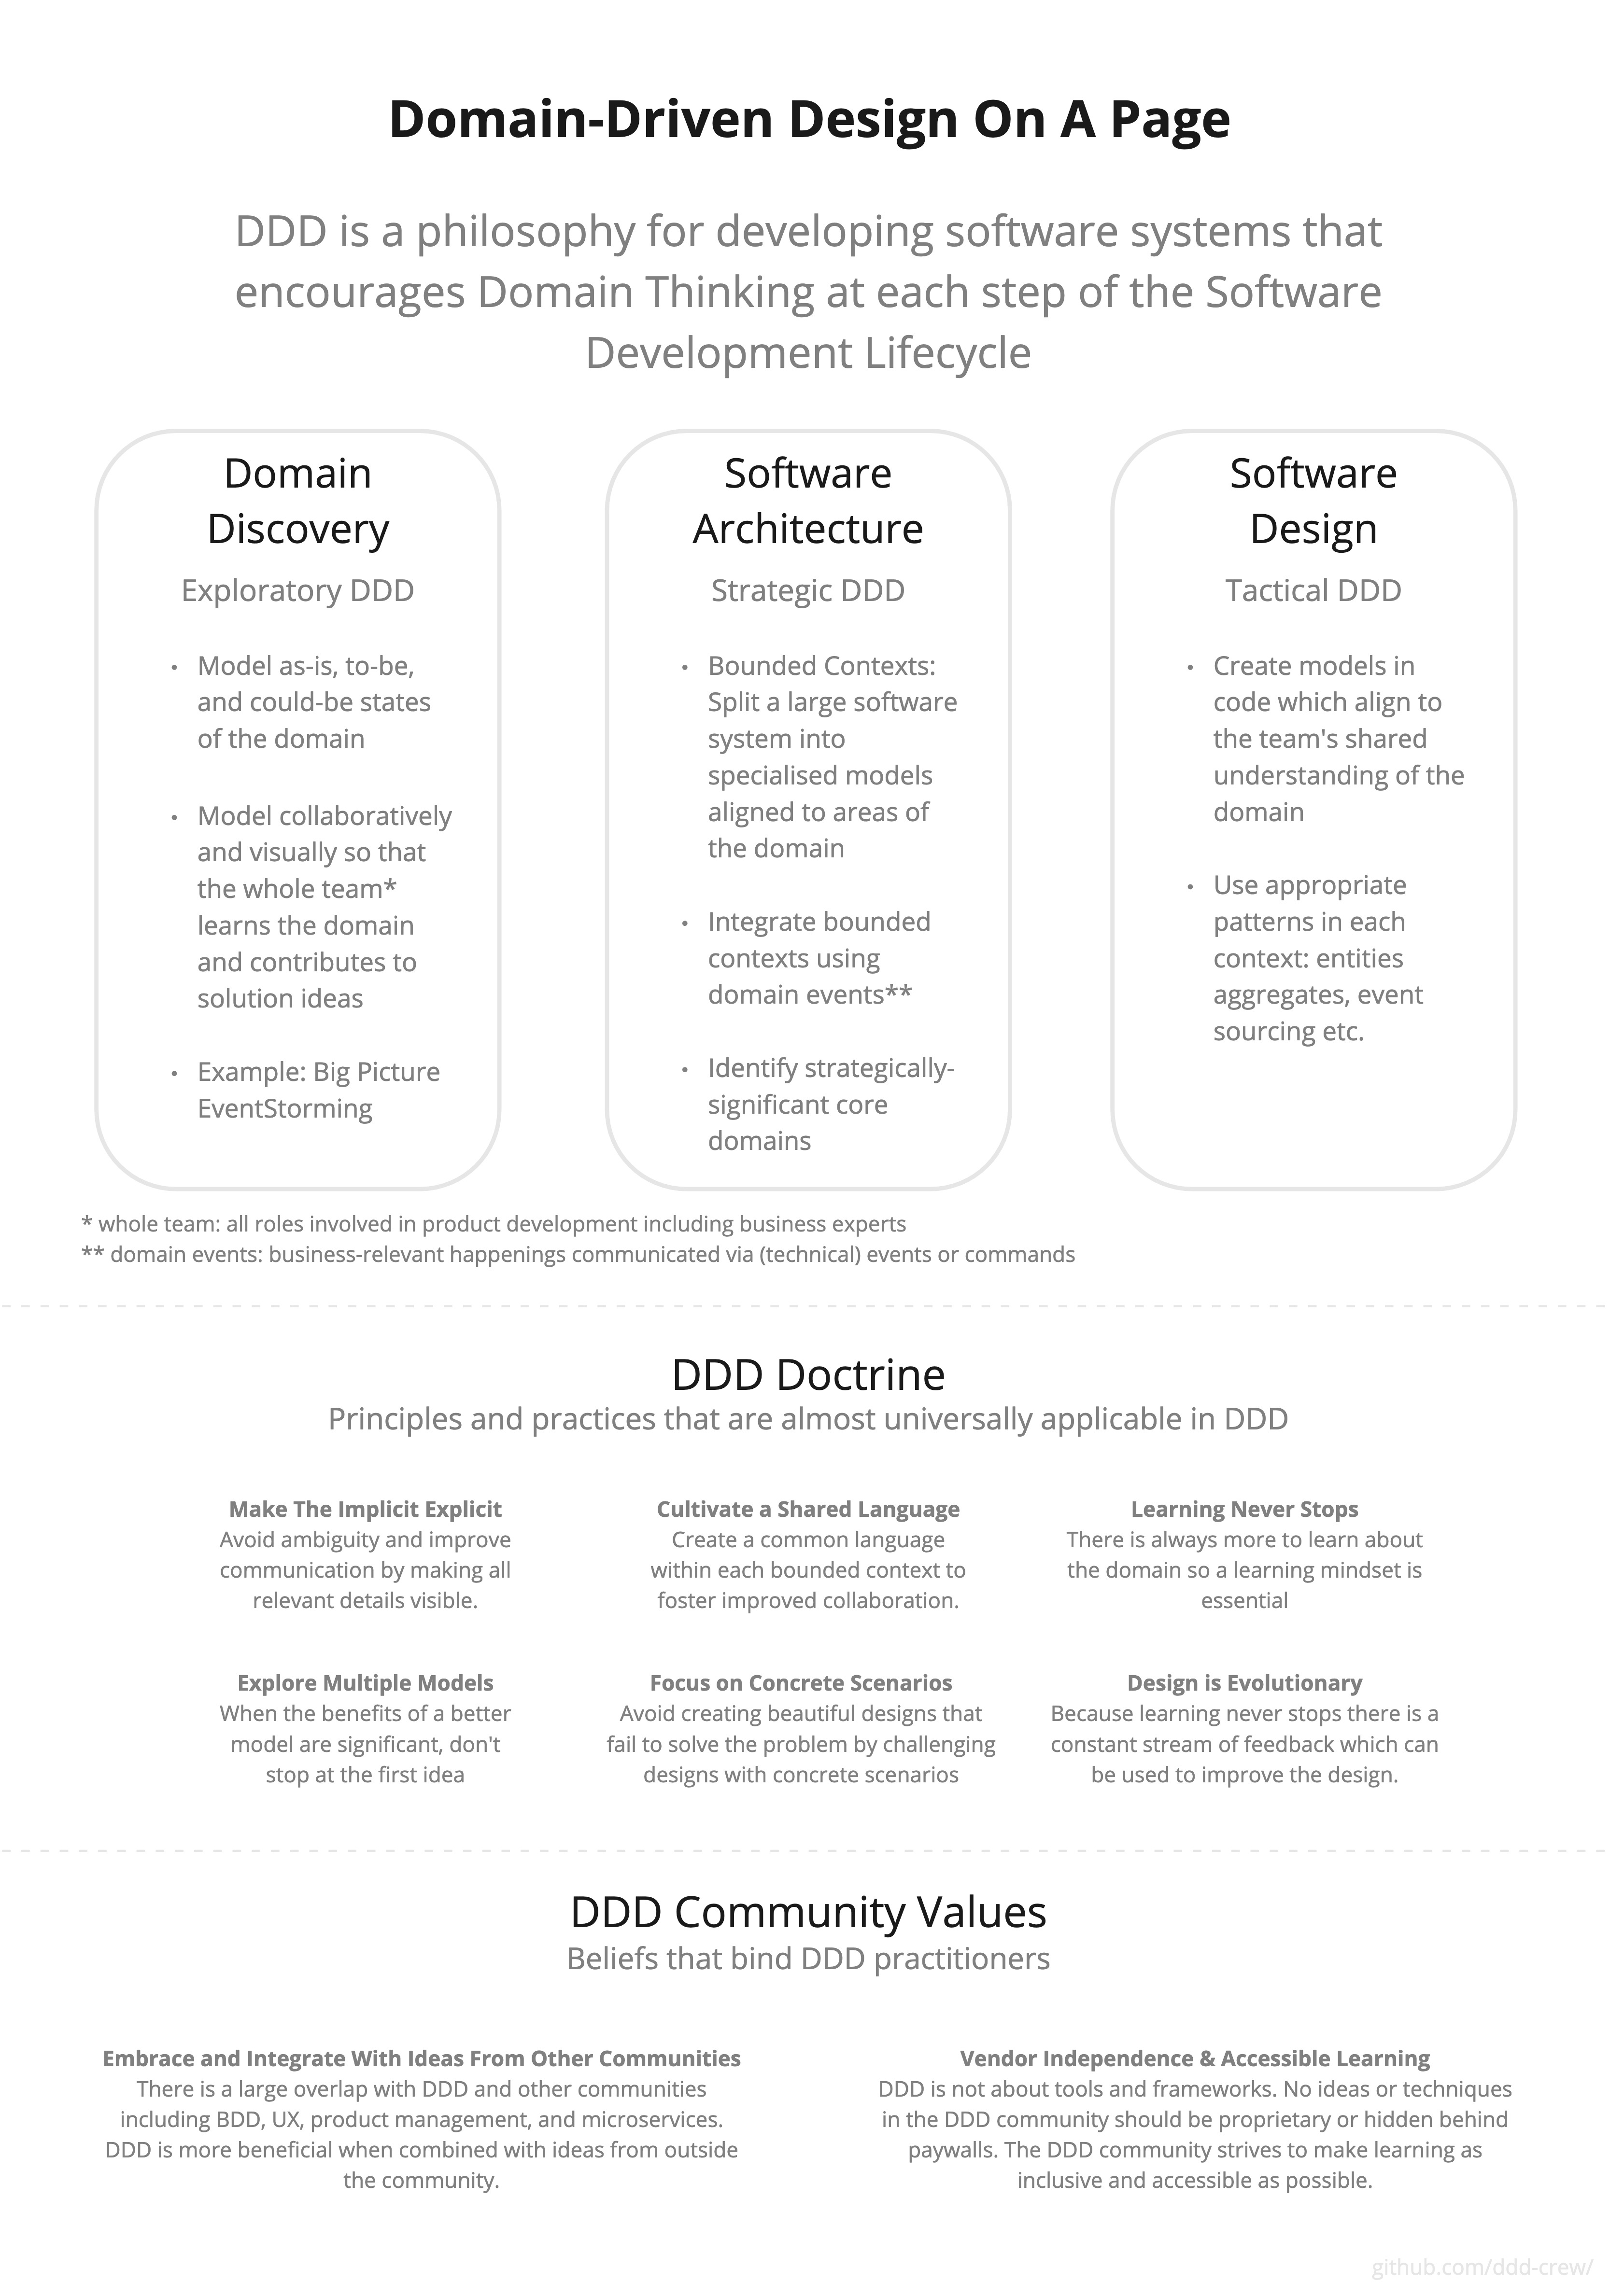 Domain-Driven Design On A Page
DDD is a philosophy for developing software systems that
encourages Domain Thinking at each step of the Software
Development Lifecycle
Domain
Discovery
Exploratory DDD
• Model as-is, to-be,
and could-be states
of the domain
• Model collaboratively
and visually so that
the whole team*
learns the domain
and contributes to
solution ideas
• Example: Big Picture
EventStorming
Software
Architecture
Strategic DDD
• Bounded Contexts:
Split a large software
system into
specialised models
aligned to areas of
the domain
• Integrate bounded
contexts using
domain events**
• Identify strategically-
significant core
domains
Software
Design
Tactical DDD
• Create models in
code which align to
the team's shared
understanding of the
domain
• Use appropriate
patterns in each
context: entities
aggregates, event
sourcing etc.
* whole team: all roles involved in product development including business experts
** domain events: business-relevant happenings communicated via (technical) events or commands
DDD Doctrine
Principles and practices that are almost universally applicable in DDD
Make The Implicit Explicit
Avoid ambiguity and improve
communication by making all
relevant details visible.
Cultivate a Shared Language
Create a common language
within each bounded context to
foster improved collaboration.
Learning Never Stops
There is always more to learn about
the domain so a learning mindset is
essential
Explore Multiple Models
When the benefits of a better
model are significant, don't
stop at the first idea
Focus on Concrete Scenarios
Avoid creating beautiful designs that
fail to solve the problem by challenging
designs with concrete scenarios
Design is Evolutionary
Because learning never stops there is a
constant stream of feedback which can
be used to improve the design.
DDD Community Values
Beliefs that bind DDD practitioners
Embrace and Integrate With Ideas From Other Communities
There is a large overlap with DDD and other communities
including BDD, UX, product management, and microservices.
DDD is more beneficial when combined with ideas from outside
the community.
Vendor Independence & Accessible Learning
DDD is not about tools and frameworks. No ideas or techniques
in the DDD community should be proprietary or hidden behind
paywalls. The DDD community strives to make learning as
inclusive and accessible as possible.
github.com/ddd-crew/